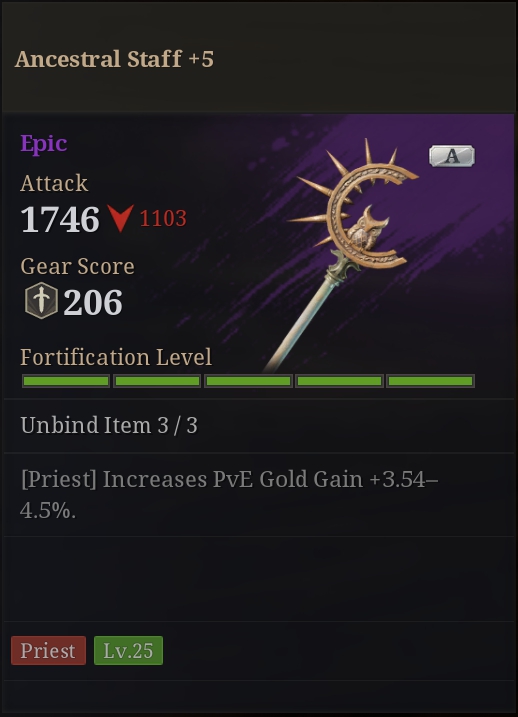 Ancestral Staff +5
Epic
A
Attack
1746 1103
Gear Score
206
Fortification Level
Unbind Item 3 / 3
[Priest] Increases PvE Gold Gain +3.54–
4.5%.
Priest Lv.25